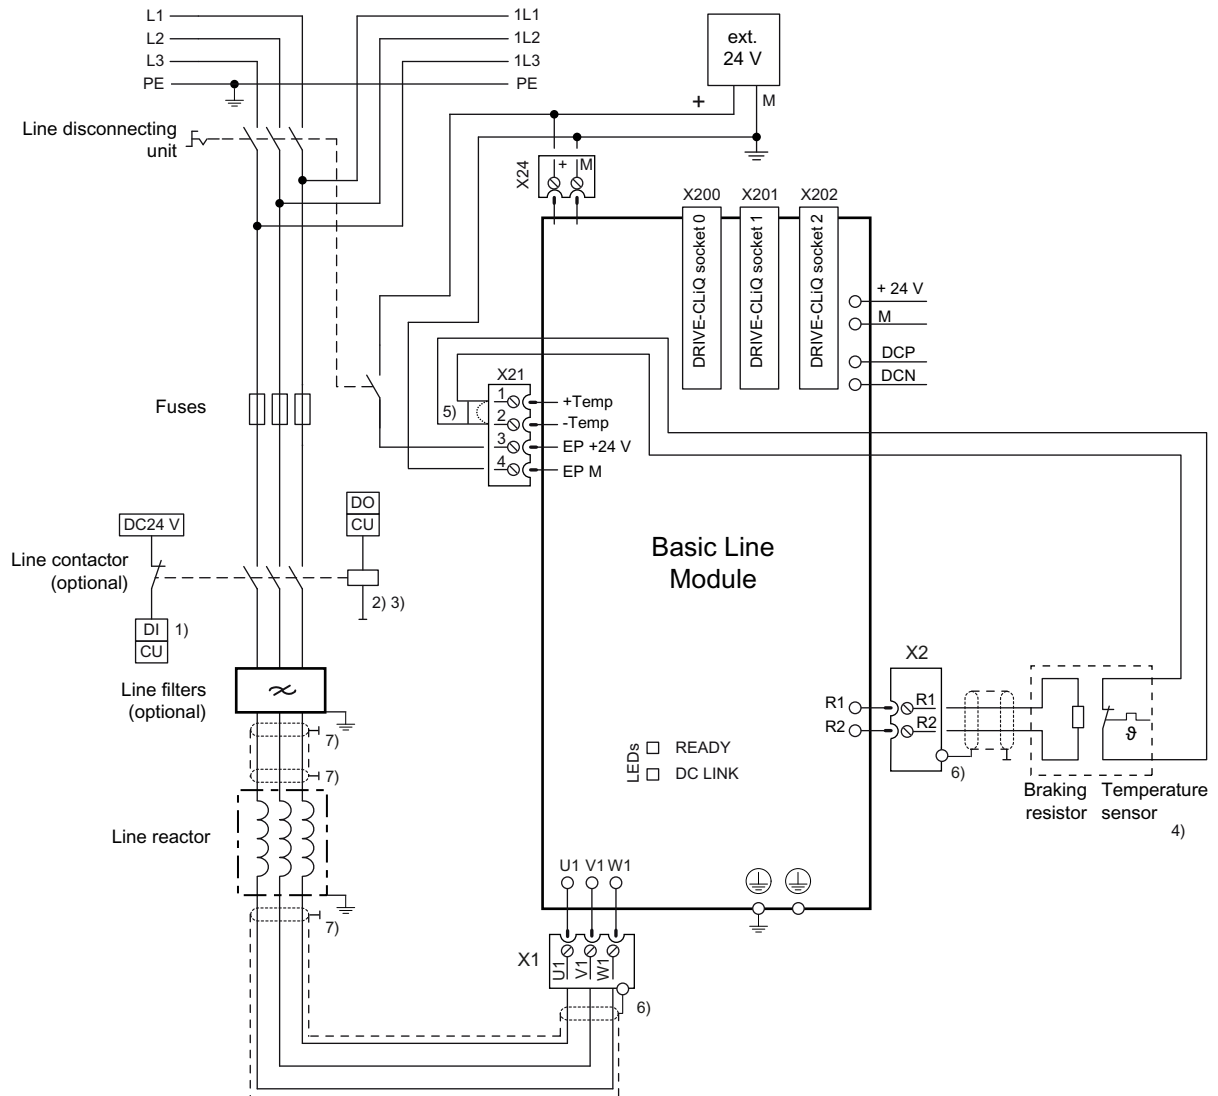 L1 1L1
L2 1L2
L3 1L3
PE PE
ext.
24 V
+ M
Line disconnecting
unit
X24
+ M
X200 X201 X202
DRIVE-CLiQ socket 0
DRIVE-CLiQ socket 1
DRIVE-CLiQ socket 2
+ 24 V
M
DCP
DCN
X21
Fuses
5)
1 +Temp
2 -Temp
3 EP +24 V
4 EP M
DO
CU
DC24 V
Line contactor
(optional)
2) 3)
DI 1)
CU
Basic Line
Module
Line filters
(optional)
7)
7)
X2
R1 R1
R2 R2
6)
LEDs
READY
DC LINK
Braking
resistor
Temperature
sensor
4)
ϑ
Line reactor
7)
U1 V1 W1
X1
U1
V1
W1
6)